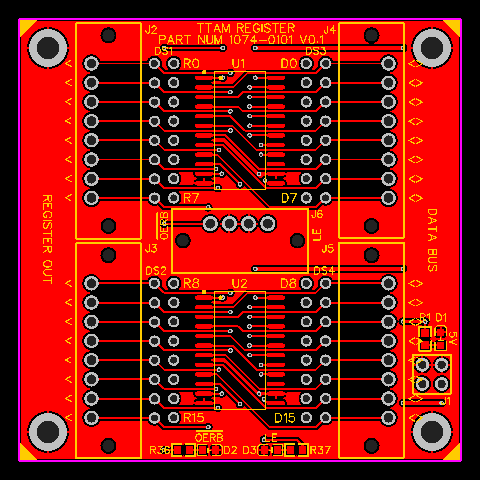 TTAM REGISTER
PART NUM 1074-0101 V0.1
J2
J4
DS1
DS3
< R0 U1 D0 <>
< <>
< <>
< <>
< <>
< <>
< <>
< R7 D7 <>
REGISTER OUT
DATA BUS
OERB
J6
LE
J3
J5
DS2
DS4
< R8 U2 D8 <>
< <>
< <>
< <>
< <>
< <>
< <>
< R15 D15 <>
R1 D1
5V
J1
OERB
LE
R36
D2
D3
R37